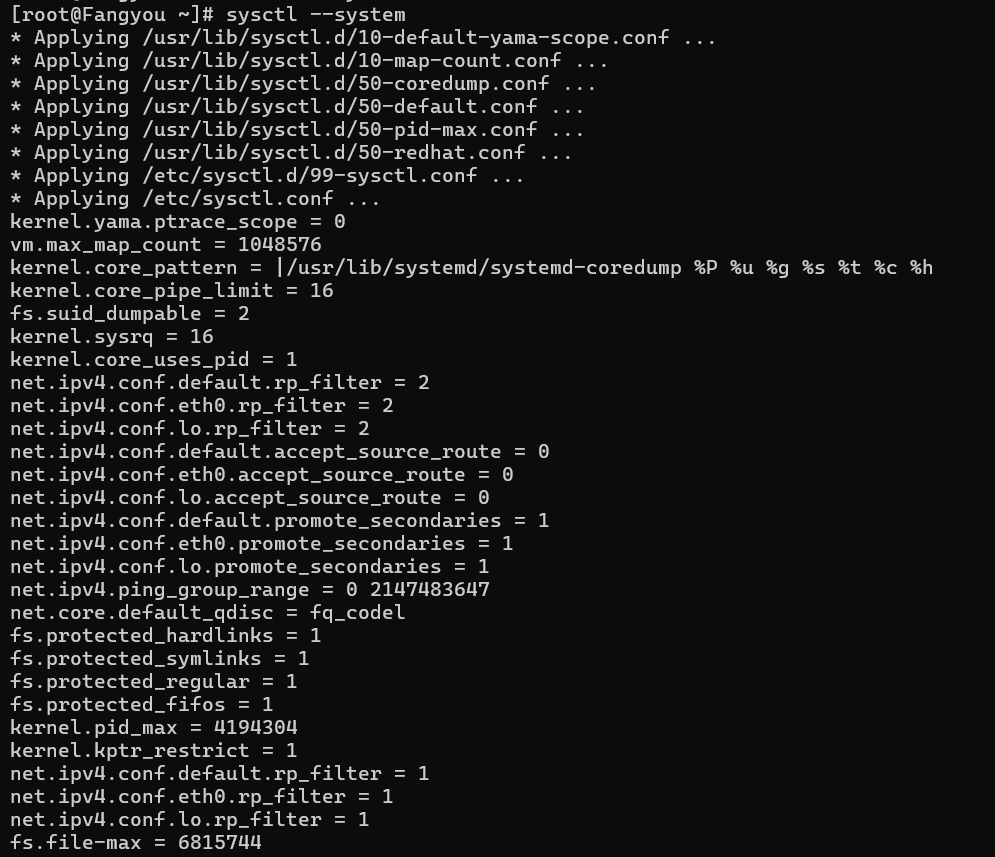 [root@Fangyou ~]# sysctl --system
* Applying /usr/lib/sysctl.d/10-default-yama-scope.conf ...
* Applying /usr/lib/sysctl.d/10-map-count.conf ...
* Applying /usr/lib/sysctl.d/50-coredump.conf ...
* Applying /usr/lib/sysctl.d/50-default.conf ...
* Applying /usr/lib/sysctl.d/50-pid-max.conf ...
* Applying /usr/lib/sysctl.d/50-redhat.conf ...
* Applying /etc/sysctl.d/99-sysctl.conf ...
* Applying /etc/sysctl.conf ...
kernel.yama.ptrace_scope = 0
vm.max_map_count = 1048576
kernel.core_pattern = |/usr/lib/systemd/systemd-coredump %P %u %g %s %t %c %h
kernel.core_pipe_limit = 16
fs.suid_dumpable = 2
kernel.sysrq = 16
kernel.core_uses_pid = 1
net.ipv4.conf.default.rp_filter = 2
net.ipv4.conf.eth0.rp_filter = 2
net.ipv4.conf.lo.rp_filter = 2
net.ipv4.conf.default.accept_source_route = 0
net.ipv4.conf.eth0.accept_source_route = 0
net.ipv4.conf.lo.accept_source_route = 0
net.ipv4.conf.default.promote_secondaries = 1
net.ipv4.conf.eth0.promote_secondaries = 1
net.ipv4.conf.lo.promote_secondaries = 1
net.ipv4.ping_group_range = 0 2147483647
net.core.default_qdisc = fq_codel
fs.protected_hardlinks = 1
fs.protected_symlinks = 1
fs.protected_regular = 1
fs.protected_fifos = 1
kernel.pid_max = 4194304
kernel.kptr_restrict = 1
net.ipv4.conf.default.rp_filter = 1
net.ipv4.conf.eth0.rp_filter = 1
net.ipv4.conf.lo.rp_filter = 1
fs.file-max = 6815744